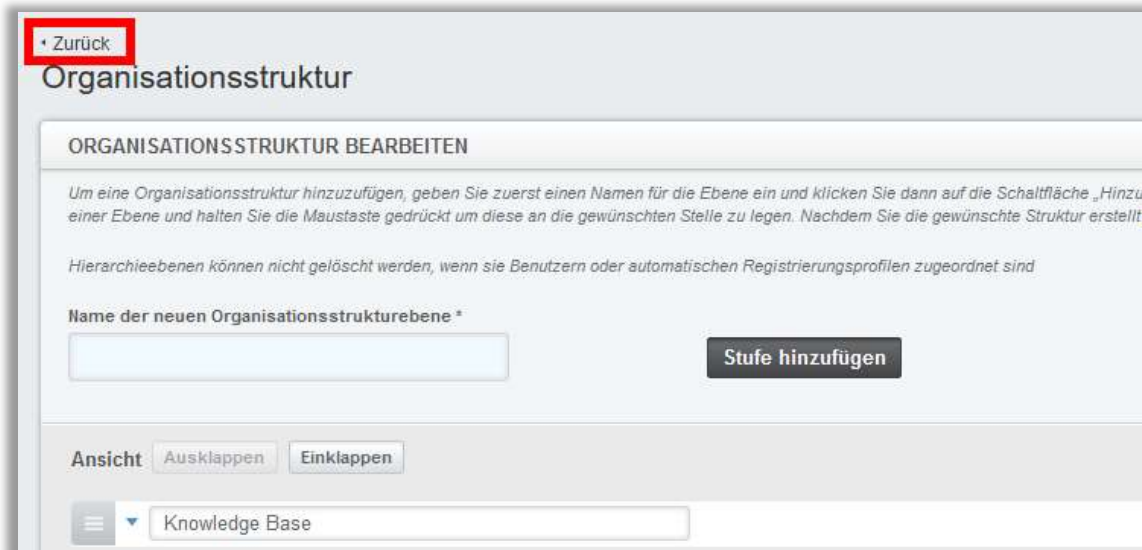 Zurück
Organisationsstruktur
ORGANISATIONSSTRUKTUR BEARBEITEN
Um eine Organisationsstruktur hinzuzufügen, geben Sie zuerst einen Namen für die Ebene ein und klicken Sie dann auf die Schaltfläche „Hinzu
einer Ebene und halten Sie die Maustaste gedrückt um diese an die gewünschten Stelle zu legen. Nachdem Sie die gewünschte Struktur erstellt
Hierarchieebenen können nicht gelöscht werden, wenn sie Benutzern oder automatischen Registrierungsprofilen zugeordnet sind
Name der neuen Organisationsstrukturebene *
Stufe hinzufügen
Ansicht Ausklappen Einklappen
Knowledge Base